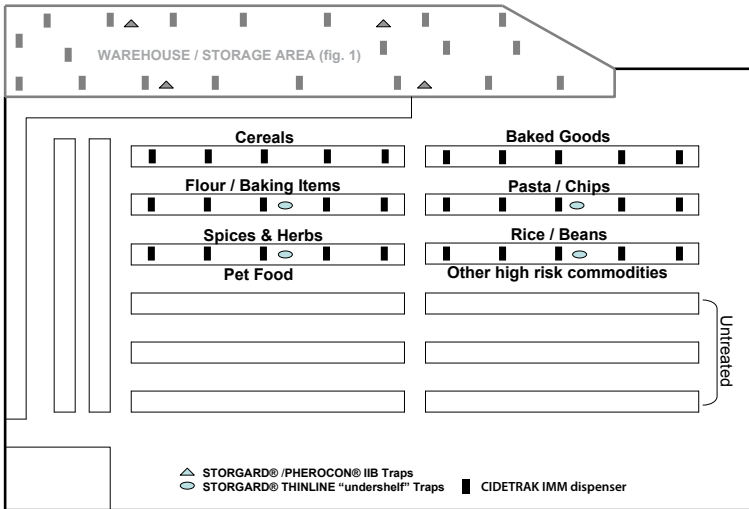 WAREHOUSE / STORAGE AREA (fig. 1)
Cereals
Baked Goods
Flour / Baking Items
Pasta / Chips
Spices & Herbs
Rice / Beans
Pet Food
Other high risk commodities
Untreated
STORGARD® /PHEROCON® IIB Traps
STORGARD® THINLINE “undershelf” Traps
CIDETRAK IMM dispenser